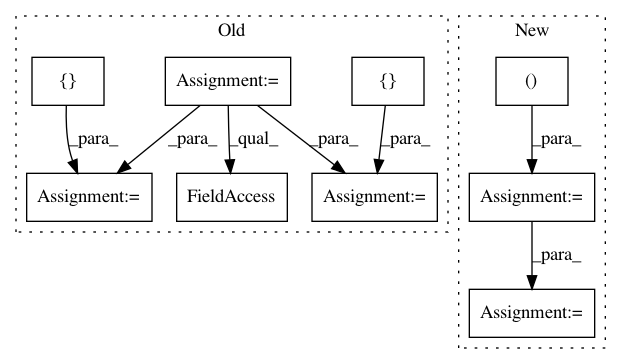 Old
New
{}
Assignment:=
{}
()
_para_
_para_
_qual_
_para_
_para_
_para_
Assignment:=
FieldAccess
Assignment:=
Assignment:=
_para_
Assignment:=